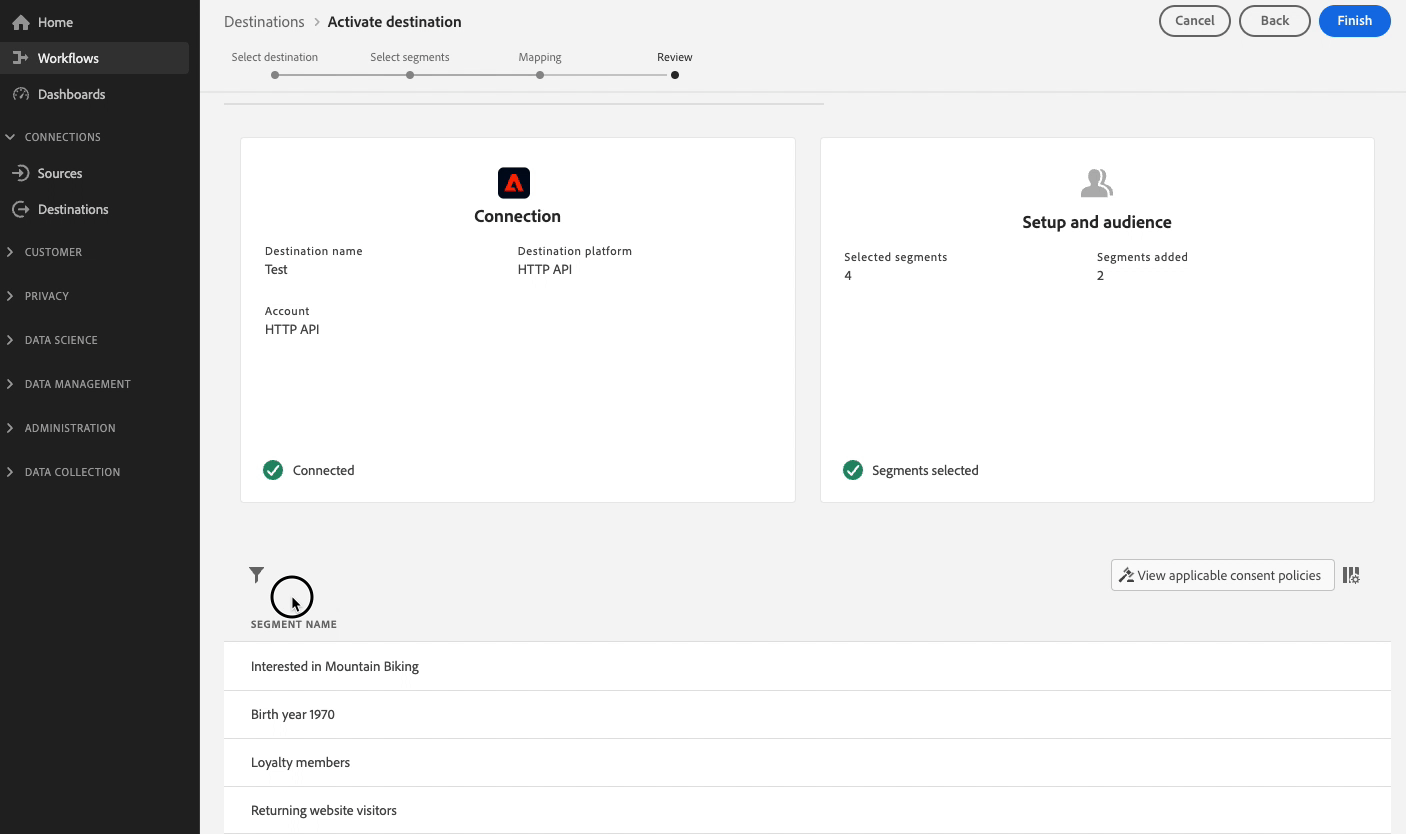 Home
Workflows
Dashboards
CONNECTIONS
Sources
Destinations
CUSTOMER
PRIVACY
DATA SCIENCE
DATA MANAGEMENT
ADMINISTRATION
DATA COLLECTION
Destinations > Activate destination
Cancel
Back
Finish
Select destination
Select segments
Mapping
Review
Connection
Destination name
Test
Destination platform
HTTP API
Account
HTTP API
Connected
Setup and audience
Selected segments
4
Segments added
2
Segments selected
View applicable consent policies
SEGMENT NAME
Interested in Mountain Biking
Birth year 1970
Loyalty members
Returning website visitors